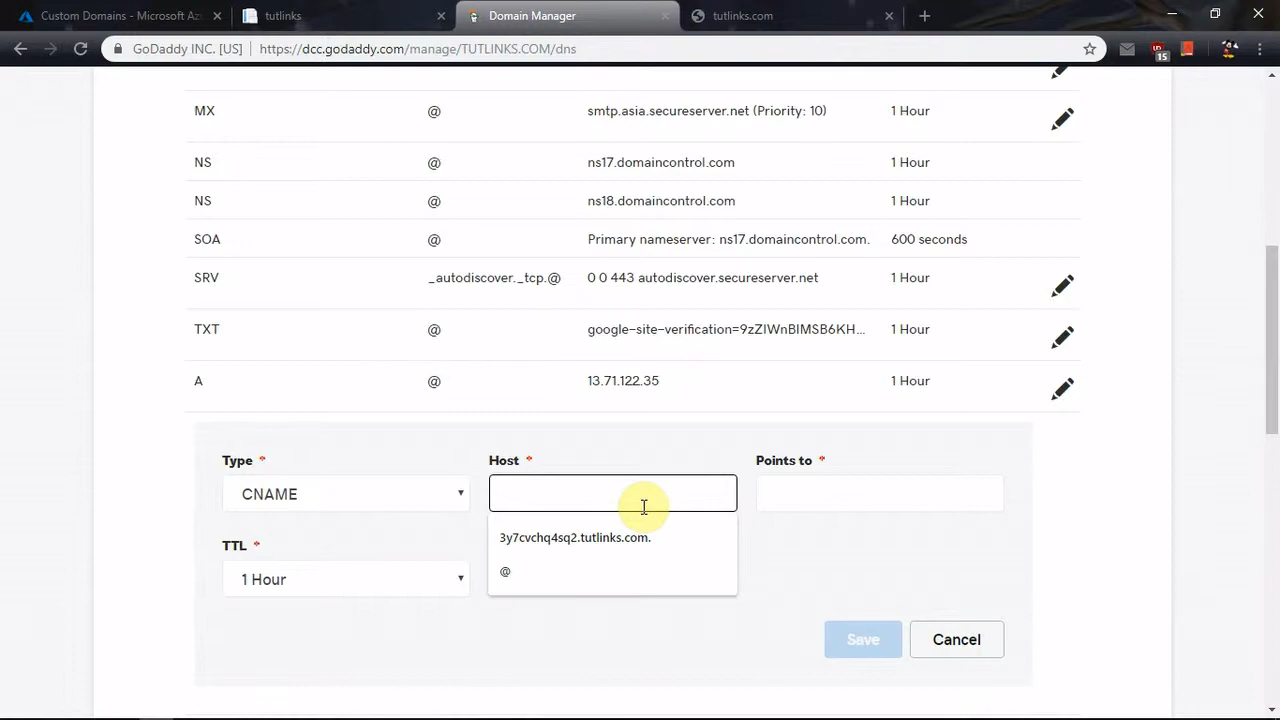 Custom Domains - Microsoft Az
tutlinks
Domain Manager
tutlinks.com
GoDaddy INC. [US]
https://dcc.godaddy.com/manage/TUTLINKS.COM/dns
15
MX @ smtp.asia.secureserver.net (Priority: 10) 1 Hour
NS @ ns17.domaincontrol.com 1 Hour
NS @ ns18.domaincontrol.com 1 Hour
SOA @ Primary nameserver: ns17.domaincontrol.com. 600 seconds
SRV _autodiscover._tcp.@ 0 0 443 autodiscover.secureserver.net 1 Hour
TXT @ google-site-verification=9zZIWnBIMSB6KH... 1 Hour
A @ 13.71.122.35 1 Hour
Type * Host * Points to *
CNAME
3y7cvchq4sq2.tutlinks.com.
TTL *
@
1 Hour
Save Cancel